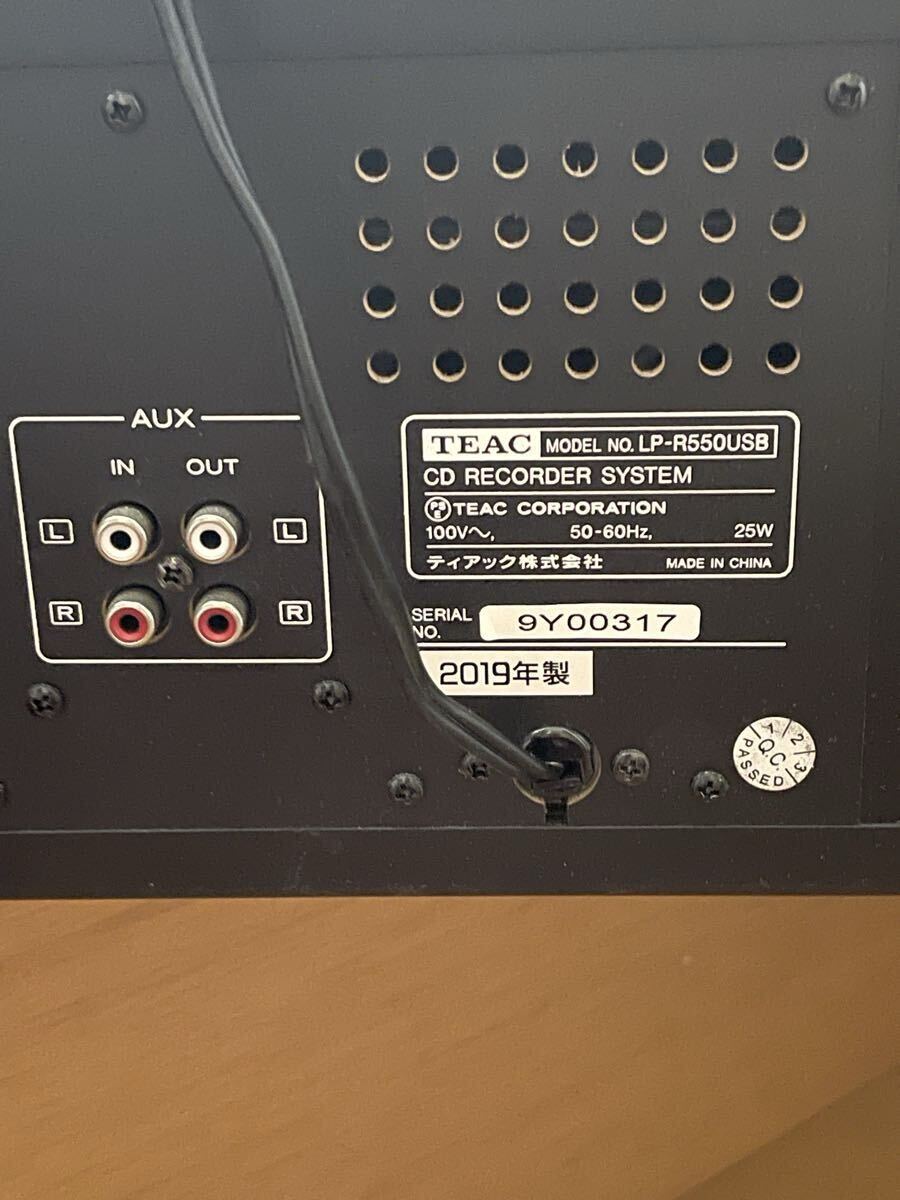 AUX
IN OUT
L L
R R
TEAC MODEL NO. LP-R550USB
CD RECORDER SYSTEM
PS E TEAC CORPORATION
100V~, 50-60Hz, 25W
ティアック株式会社 MADE IN CHINA
SERIAL NO. 9Y00317
2019年製
1 2 3
Q.C.
PASSED